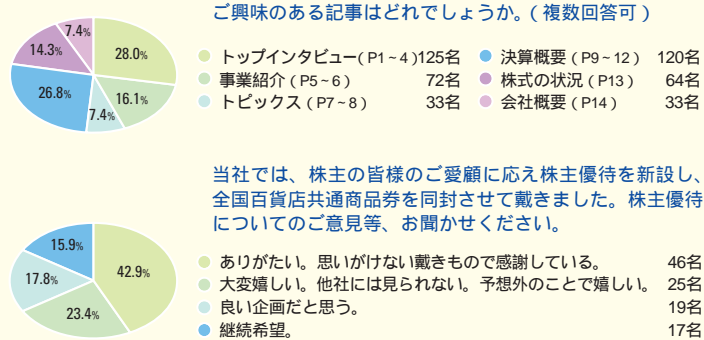 ご興味のある記事はどれでしょうか。(複数回答可)
7.4%
14.3%
28.0%
26.8%
16.1%
7.4%
トップインタビュー(P1~4)125名
決算概要(P9~12) 120名
事業紹介(P5~6) 72名
株式の状況(P13) 64名
トピックス(P7~8) 33名
会社概要(P14) 33名
当社では、株主の皆様のご愛顧に応え株主優待を新設し、
全国百貨店共通商品券を同封させて戴きました。株主優待
についてのご意見等、お聞かせください。
15.9%
42.9%
17.8%
23.4%
ありがたい。思いがけない戴きもので感謝している。 46名
大変嬉しい。他社には見られない。予想外のことで嬉しい。 25名
良い企画だと思う。 19名
継続希望。 17名